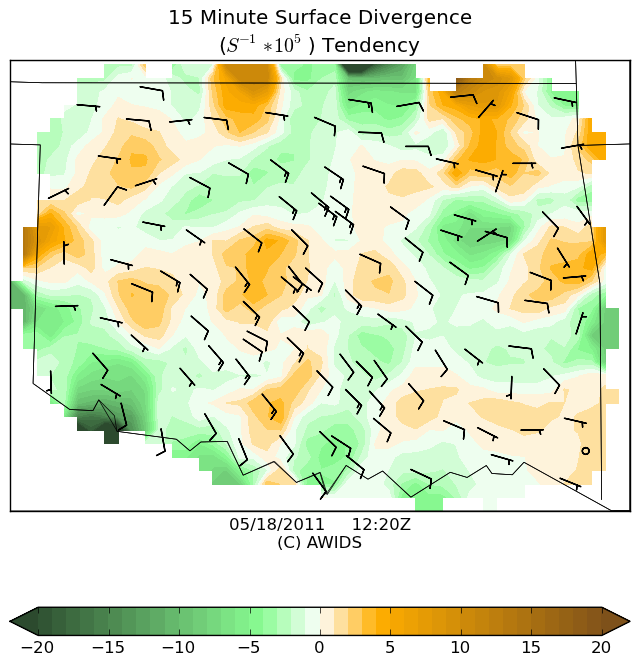 15 Minute Surface Divergence
(S⁻¹ * 10⁵ ) Tendency
05/18/2011 12:20Z
(C) AWIDS
−20 −15 −10 −5 0 5 10 15 20